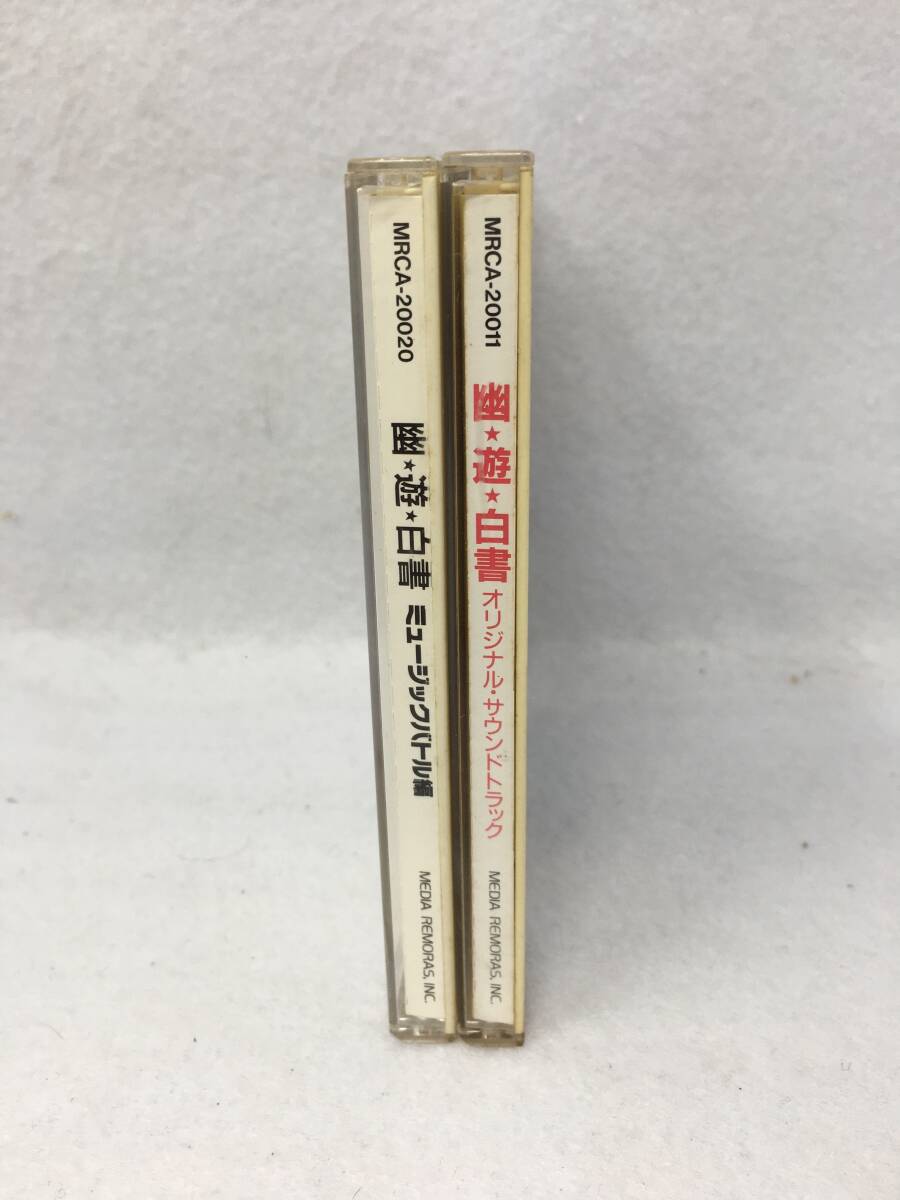 MRCA-20020 幽★遊★白書 ミュージックバトル編 MEDIA REMORAS, INC.
MRCA-20011 幽★遊★白書 オリジナル・サウンドトラック MEDIA REMORAS, INC.